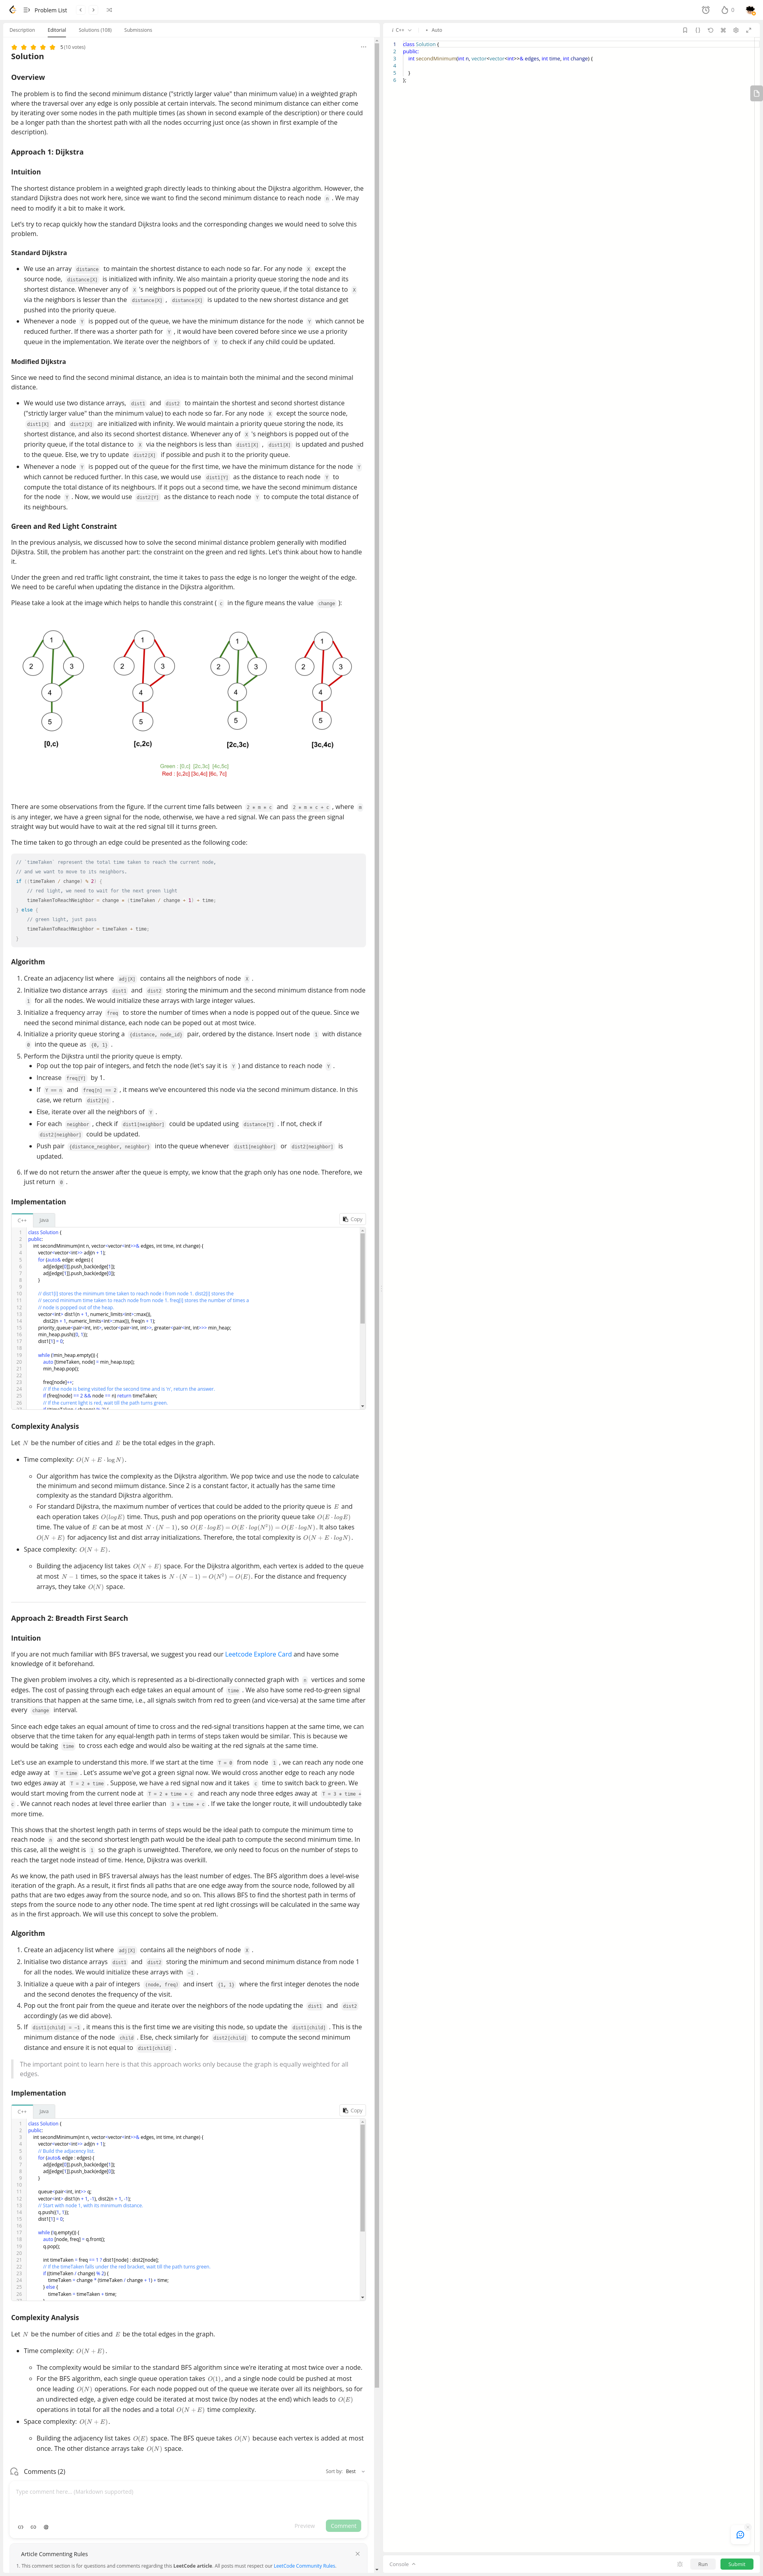 Problem List
0
Description Editorial Solutions (108) Submissions
5 (10 votes)
Solution
Overview
The problem is to find the second minimum distance ("strictly larger value" than minimum value) in a weighted graph
where the traversal over any edge is only possible at certain intervals. The second minimum distance can either come
by iterating over some nodes in the path multiple times (as shown in second example of the description) or there could
be a longer path than the shortest path with all the nodes occurring just once (as shown in first example of the
description).
Approach 1: Dijkstra
Intuition
The shortest distance problem in a weighted graph directly leads to thinking about the Dijkstra algorithm. However, the
standard Dijkstra does not work here, since we want to find the second minimum distance to reach node n . We may
need to modify it a bit to make it work.
Let's try to recap quickly how the standard Dijkstra looks and the corresponding changes we would need to solve this
problem.
Standard Dijkstra
• We use an array distance to maintain the shortest distance to each node so far. For any node X except the
source node, distance[X] is initialized with infinity. We also maintain a priority queue storing the node and its
shortest distance. Whenever any of X 's neighbors is popped out of the priority queue, if the total distance to X
via the neighbors is lesser than the distance[X] , distance[X] is updated to the new shortest distance and get
pushed into the priority queue.
• Whenever a node Y is popped out of the queue, we have the minimum distance for the node Y which cannot be
reduced further. If there was a shorter path for Y , it would have been covered before since we use a priority
queue in the implementation. We iterate over the neighbors of Y to check if any child could be updated.
Modified Dijkstra
Since we need to find the second minimal distance, an idea is to maintain both the minimal and the second minimal
distance.
• We would use two distance arrays, dist1 and dist2 to maintain the shortest and second shortest distance
("strictly larger value" than the minimum value) to each node so far. For any node X except the source node,
dist1[X] and dist2[X] are initialized with infinity. We would maintain a priority queue storing the node, its
shortest distance, and also its second shortest distance. Whenever any of X 's neighbors is popped out of the
priority queue, if the total distance to X via the neighbors is less than dist1[X] , dist1[X] is updated and pushed
to the queue. Else, we try to update dist2[X] if possible and push it to the priority queue.
• Whenever a node Y is popped out of the queue for the first time, we have the minimum distance for the node Y
which cannot be reduced further. In this case, we would use dist1[Y] as the distance to reach node Y to
compute the total distance of its neighbours. If it pops out a second time, we have the second minimum distance
for the node Y . Now, we would use dist2[Y] as the distance to reach node Y to compute the total distance of
its neighbours.
Green and Red Light Constraint
In the previous analysis, we discussed how to solve the second minimal distance problem generally with modified
Dijkstra. Still, the problem has another part: the constraint on the green and red lights. Let's think about how to handle
it.
Under the green and red traffic light constraint, the time it takes to pass the edge is no longer the weight of the edge.
We need to be careful when updating the distance in the Dijkstra algorithm.
Please take a look at the image which helps to handle this constraint ( c in the figure means the value change ):
1 1 1 1
2 3 2 3 2 3 2 3
4 4 4 4
5 5 5 5
[0,c) [c,2c) [2c,3c) [3c,4c)
Green : [0,c) [2c,3c) [4c,5c)
Red : [c,2c) [3c,4c) [6c, 7c)
There are some observations from the figure. If the current time falls between 2 * m * c and 2 * m * c + c , where m
is any integer, we have a green signal for the node, otherwise, we have a red signal. We can pass the green signal
straight way but would have to wait at the red signal till it turns green.
The time taken to go through an edge could be presented as the following code:
// `timeTaken` represent the total time taken to reach the current node,
// and we want to move to its neighbors.
if ((timeTaken / change) % 2) {
// red light, we need to wait for the next green light
timeTakenToReachNeighbor = change * (timeTaken / change + 1) + time;
} else {
// green light, just pass
timeTakenToReachNeighbor = timeTaken + time;
}
Algorithm
1. Create an adjacency list where adj[X] contains all the neighbors of node X .
2. Initialize two distance arrays dist1 and dist2 storing the minimum and the second minimum distance from node
1 for all the nodes. We would initialize these arrays with large integer values.
3. Initialize a frequency array freq to store the number of times when a node is popped out of the queue. Since we
need the second minimal distance, each node can be poped out at most twice.
4. Initialize a priority queue storing a {distance, node_id} pair, ordered by the distance. Insert node 1 with distance
0 into the queue as {0, 1} .
5. Perform the Dijkstra until the priority queue is empty.
• Pop out the top pair of integers, and fetch the node (let's say it is Y ) and distance to reach node Y .
• Increase freq[Y] by 1.
• If Y == n and freq[n] == 2 , it means we've encountered this node via the second minimum distance. In this
case, we return dist2[n] .
• Else, iterate over all the neighbors of Y .
• For each neighbor , check if dist1[neighbor] could be updated using distance[Y] . If not, check if
dist2[neighbor] could be updated.
• Push pair {distance_neighbor, neighbor} into the queue whenever dist1[neighbor] or dist2[neighbor] is
updated.
6. If we do not return the answer after the queue is empty, we know that the graph only has one node. Therefore, we
just return 0 .
Implementation
C++ Java Copy
1 class Solution {
2 public:
3 int secondMinimum(int n, vector<vector<int>>& edges, int time, int change) {
4 vector<vector<int>> adj(n + 1);
5 for (auto& edge: edges) {
6 adj[edge[0]].push_back(edge[1]);
7 adj[edge[1]].push_back(edge[0]);
8 }
9
10 // dist1[i] stores the minimum time taken to reach node i from node 1. dist2[i] stores the
11 // second minimum time taken to reach node from node 1. freq[i] stores the number of times a
12 // node is popped out of the heap.
13 vector<int> dist1(n + 1, numeric_limits<int>::max()),
14 dist2(n + 1, numeric_limits<int>::max()), freq(n + 1);
15 priority_queue<pair<int, int>, vector<pair<int, int>>, greater<pair<int, int>>> min_heap;
16 min_heap.push({0, 1});
17 dist1[1] = 0;
18
19 while (!min_heap.empty()) {
20 auto [timeTaken, node] = min_heap.top();
21 min_heap.pop();
22
23 freq[node]++;
24 // If the node is being visited for the second time and is 'n', return the answer.
25 if (freq[node] == 2 && node == n) return timeTaken;
26 // If the current light is red, wait till the path turns green.
Complexity Analysis
Let N be the number of cities and E be the total edges in the graph.
• Time complexity: O(N + E · log N).
◦ Our algorithm has twice the complexity as the Dijkstra algorithm. We pop twice and use the node to calculate
the minimum and second miimum distance. Since 2 is a constant factor, it actually has the same time
complexity as the standard Dijkstra algorithm.
◦ For standard Dijkstra, the maximum number of vertices that could be added to the priority queue is E and
each operation takes O(logE) time. Thus, push and pop operations on the priority queue take O(E · logE)
time. The value of E can be at most N · (N − 1), so O(E · logE) = O(E · log(N²)) = O(E · logN). It also takes
O(N + E) for adjacency list and dist array initializations. Therefore, the total complexity is O(N + E · logN).
• Space complexity: O(N + E).
◦ Building the adjacency list takes O(N + E) space. For the Dijkstra algorithm, each vertex is added to the queue
at most N − 1 times, so the space it takes is N · (N − 1) = O(N²) = O(E). For the distance and frequency
arrays, they take O(N) space.
Approach 2: Breadth First Search
Intuition
If you are not much familiar with BFS traversal, we suggest you read our Leetcode Explore Card and have some
knowledge of it beforehand.
The given problem involves a city, which is represented as a bi-directionally connected graph with n vertices and some
edges. The cost of passing through each edge takes an equal amount of time . We also have some red-to-green signal
transitions that happen at the same time, i.e., all signals switch from red to green (and vice-versa) at the same time after
every change interval.
Since each edge takes an equal amount of time to cross and the red-signal transitions happen at the same time, we can
observe that the time taken for any equal-length path in terms of steps taken would be similar. This is because we
would be taking time to cross each edge and would also be waiting at the red signals at the same time.
Let's use an example to understand this more. If we start at the time T = 0 from node 1 , we can reach any node one
edge away at T = time . Let's assume we've got a green signal now. We would cross another edge to reach any node
two edges away at T = 2 * time . Suppose, we have a red signal now and it takes c time to switch back to green. We
would start moving from the current node at T = 2 * time + c and reach any node three edges away at T = 3 * time +
c . We cannot reach nodes at level three earlier than 3 * time + c . If we take the longer route, it will undoubtedly take
more time.
This shows that the shortest length path in terms of steps would be the ideal path to compute the minimum time to
reach node n and the second shortest length path would be the ideal path to compute the second minimum time. In
this case, all the weight is 1 so the graph is unweighted. Therefore, we only need to focus on the number of steps to
reach the target node instead of time. Hence, Dijkstra was overkill.
As we know, the path used in BFS traversal always has the least number of edges. The BFS algorithm does a level-wise
iteration of the graph. As a result, it first finds all paths that are one edge away from the source node, followed by all
paths that are two edges away from the source node, and so on. This allows BFS to find the shortest path in terms of
steps from the source node to any other node. The time spent at red light crossings will be calculated in the same way
as in the first approach. We will use this concept to solve the problem.
Algorithm
1. Create an adjacency list where adj[X] contains all the neighbors of node X .
2. Initialise two distance arrays dist1 and dist2 storing the minimum and second minimum distance from node 1
for all the nodes. We would initialize these arrays with -1 .
3. Initialize a queue with a pair of integers (node, freq) and insert {1, 1} where the first integer denotes the node
and the second denotes the frequency of the visit.
4. Pop out the front pair from the queue and iterate over the neighbors of the node updating the dist1 and dist2
accordingly (as we did above).
5. If dist1[child] = -1 , it means this is the first time we are visiting this node, so update the dist1[child] . This is the
minimum distance of the node child . Else, check similarly for dist2[child] to compute the second minimum
distance and ensure it is not equal to dist1[child] .
The important point to learn here is that this approach works only because the graph is equally weighted for all
edges.
Implementation
C++ Java Copy
1 class Solution {
2 public:
3 int secondMinimum(int n, vector<vector<int>>& edges, int time, int change) {
4 vector<vector<int>> adj(n + 1);
5 // Build the adjacency list.
6 for (auto& edge : edges) {
7 adj[edge[0]].push_back(edge[1]);
8 adj[edge[1]].push_back(edge[0]);
9 }
10
11 queue<pair<int, int>> q;
12 vector<int> dist1(n + 1, -1), dist2(n + 1, -1);
13 // Start with node 1, with its minimum distance.
14 q.push({1, 1});
15 dist1[1] = 0;
16
17 while (!q.empty()) {
18 auto [node, freq] = q.front();
19 q.pop();
20
21 int timeTaken = freq == 1 ? dist1[node] : dist2[node];
22 // If the timeTaken falls under the red bracket, wait till the path turns green.
23 if ((timeTaken / change) % 2) {
24 timeTaken = change * (timeTaken / change + 1) + time;
25 } else {
26 timeTaken = timeTaken + time;
Complexity Analysis
Let N be the number of cities and E be the total edges in the graph.
• Time complexity: O(N + E).
◦ The complexity would be similar to the standard BFS algorithm since we're iterating at most twice over a node.
◦ For the BFS algorithm, each single queue operation takes O(1), and a single node could be pushed at most
once leading O(N) operations. For each node popped out of the queue we iterate over all its neighbors, so for
an undirected edge, a given edge could be iterated at most twice (by nodes at the end) which leads to O(E)
operations in total for all the nodes and a total O(N + E) time complexity.
• Space complexity: O(N + E).
◦ Building the adjacency list takes O(E) space. The BFS queue takes O(N) because each vertex is added at most
once. The other distance arrays take O(N) space.
Comments (2) Sort by: Best
Type comment here... (Markdown supported)
Preview Comment
Article Commenting Rules
1. This comment section is for questions and comments regarding this LeetCode article. All posts must respect our LeetCode Community Rules.
C++ Auto
1 class Solution {
2 public:
3 int secondMinimum(int n, vector<vector<int>>& edges, int time, int change) {
4
5 }
6 };
Console Run Submit